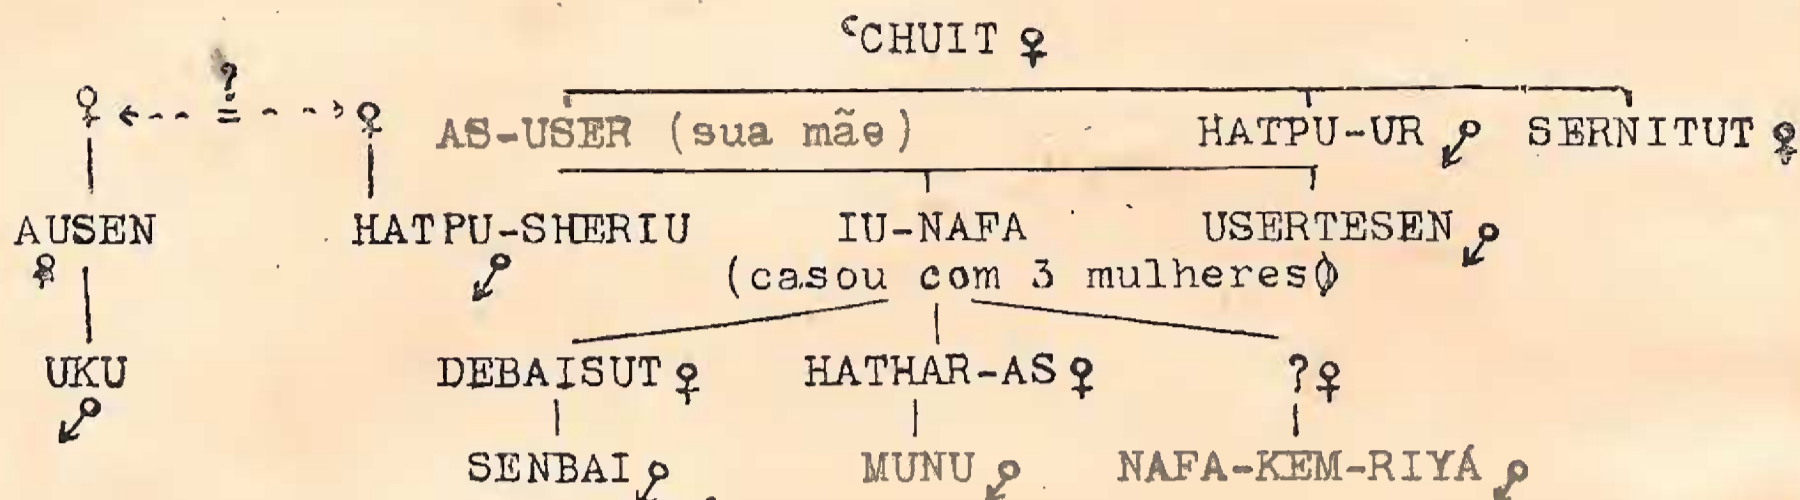 ᶜCHUIT ♀
?
♀ <-- = --> ♀ AS-USER (sua mãe) HATPU-UR ♂ SERNITUT ♀
AUSEN ♀ HATPU-SHERIU ♂ IU-NAFA USERTESEN ♂
(casou com 3 mulheres)
UKU ♂ DEBAISUT ♀ HATHAR-AS ♀ ? ♀
SENBAI ♂ MUNU ♂ NAFA-KEM-RIYÁ ♂